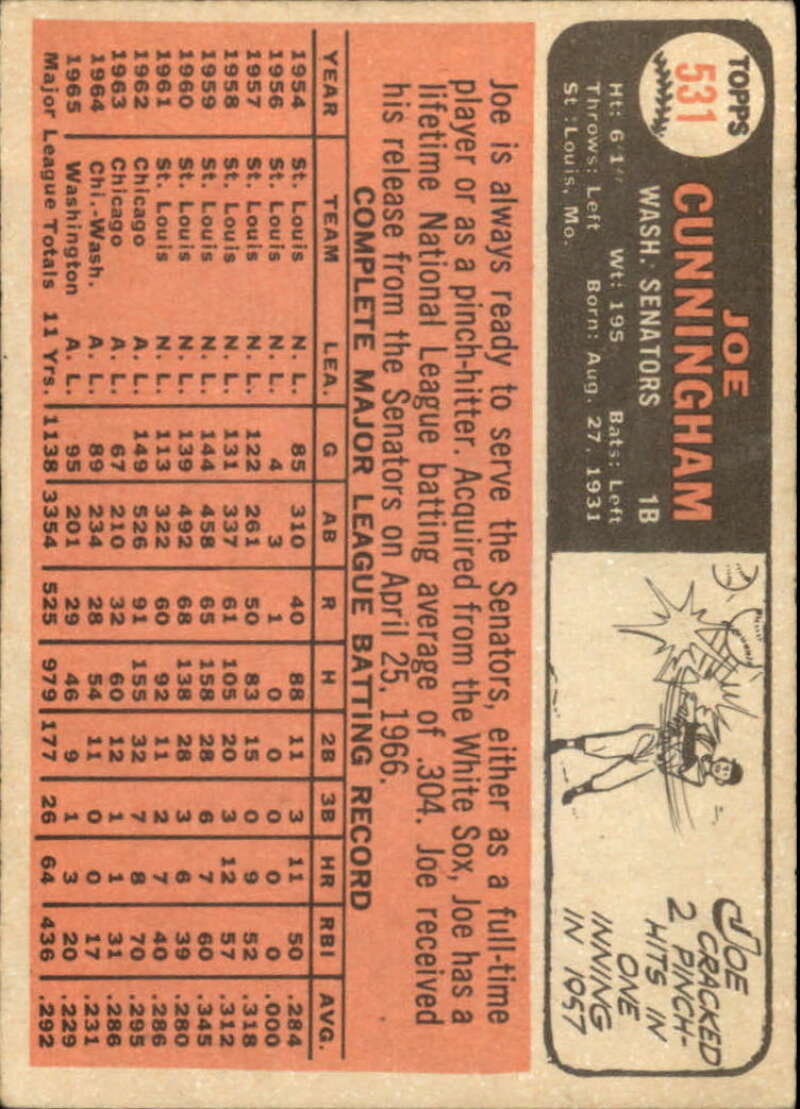 TOPPS
531
JOE
CUNNINGHAM
WASH. SENATORS 1B
Ht: 6'1" Wt: 195 Bats: Left
Throws: Left Born: Aug. 27, 1931
St. Louis, Mo.
JOE
CRACKED
2 PINCH-
HITS IN
ONE
INNING
IN 1957
Joe is always ready to serve the Senators, either as a full-time
player or as a pinch-hitter. Acquired from the White Sox, Joe has a
lifetime National League batting average of .304. Joe received
his release from the Senators on April 25, 1966.
COMPLETE MAJOR LEAGUE BATTING RECORD
YEAR TEAM LEA. G AB R H 2B 3B HR RBI AVG.
1954 St. Louis N. L. 85 310 40 88 11 3 11 50 .284
1956 St. Louis N. L. 4 3 1 0 0 0 0 0 .000
1957 St. Louis N. L. 122 261 50 83 15 0 9 52 .318
1958 St. Louis N. L. 131 337 61 105 20 3 12 57 .312
1959 St. Louis N. L. 144 458 65 158 28 6 7 60 .345
1960 St. Louis N. L. 139 492 68 138 28 3 6 39 .280
1961 St. Louis N. L. 113 322 60 92 11 2 7 40 .286
1962 Chicago A. L. 149 526 91 155 32 7 8 70 .295
1963 Chicago A. L. 67 210 32 60 12 1 1 31 .286
1964 Chi.-Wash. A. L. 89 234 28 54 11 0 0 17 .231
1965 Washington A. L. 95 201 29 46 9 1 3 20 .229
Major League Totals 11 Yrs. 1138 3354 525 979 177 26 64 436 .292